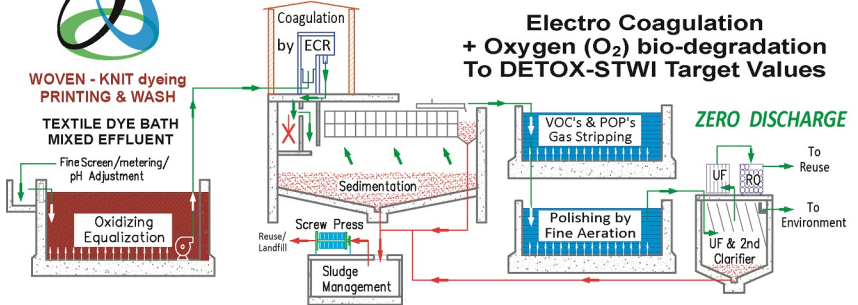 Electro Coagulation
+ Oxygen (O₂) bio-degradation
To DETOX-STWI Target Values
WOVEN - KNIT dyeing
PRINTING & WASH
TEXTILE DYE BATH
MIXED EFFLUENT
Fine Screen/metering/
pH Adjustment
Oxidizing
Equalization
Coagulation
by ECR
Sedimentation
Screw Press
Reuse/
Landfill
Sludge
Management
VOC's & POP's
Gas Stripping
Polishing by
Fine Aeration
ZERO DISCHARGE
UF
RO
To
Reuse
To
Environment
UF & 2nd
Clarifier